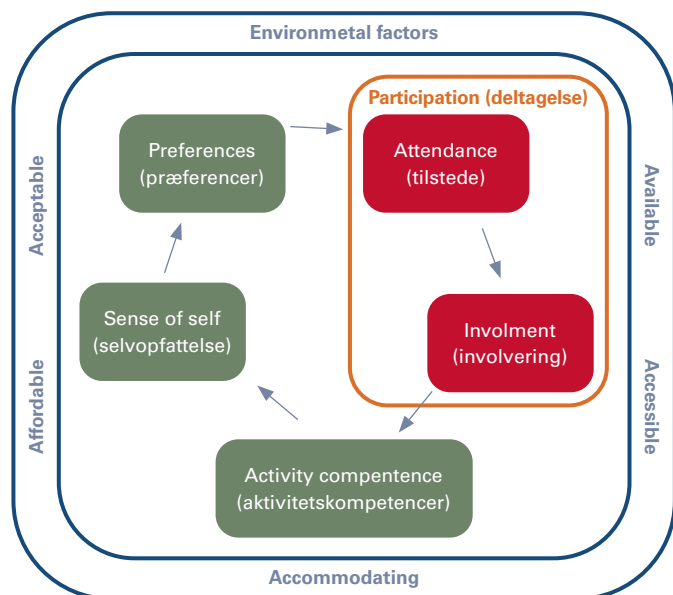 Environmetal factors
Participation (deltagelse)
Preferences
(præferencer)
Attendance
(tilstede)
Acceptable
Available
Sense of self
(selvopfattelse)
Involment
(involvering)
Affordable
Accessible
Activity compentence
(aktivitetskompetencer)
Accommodating